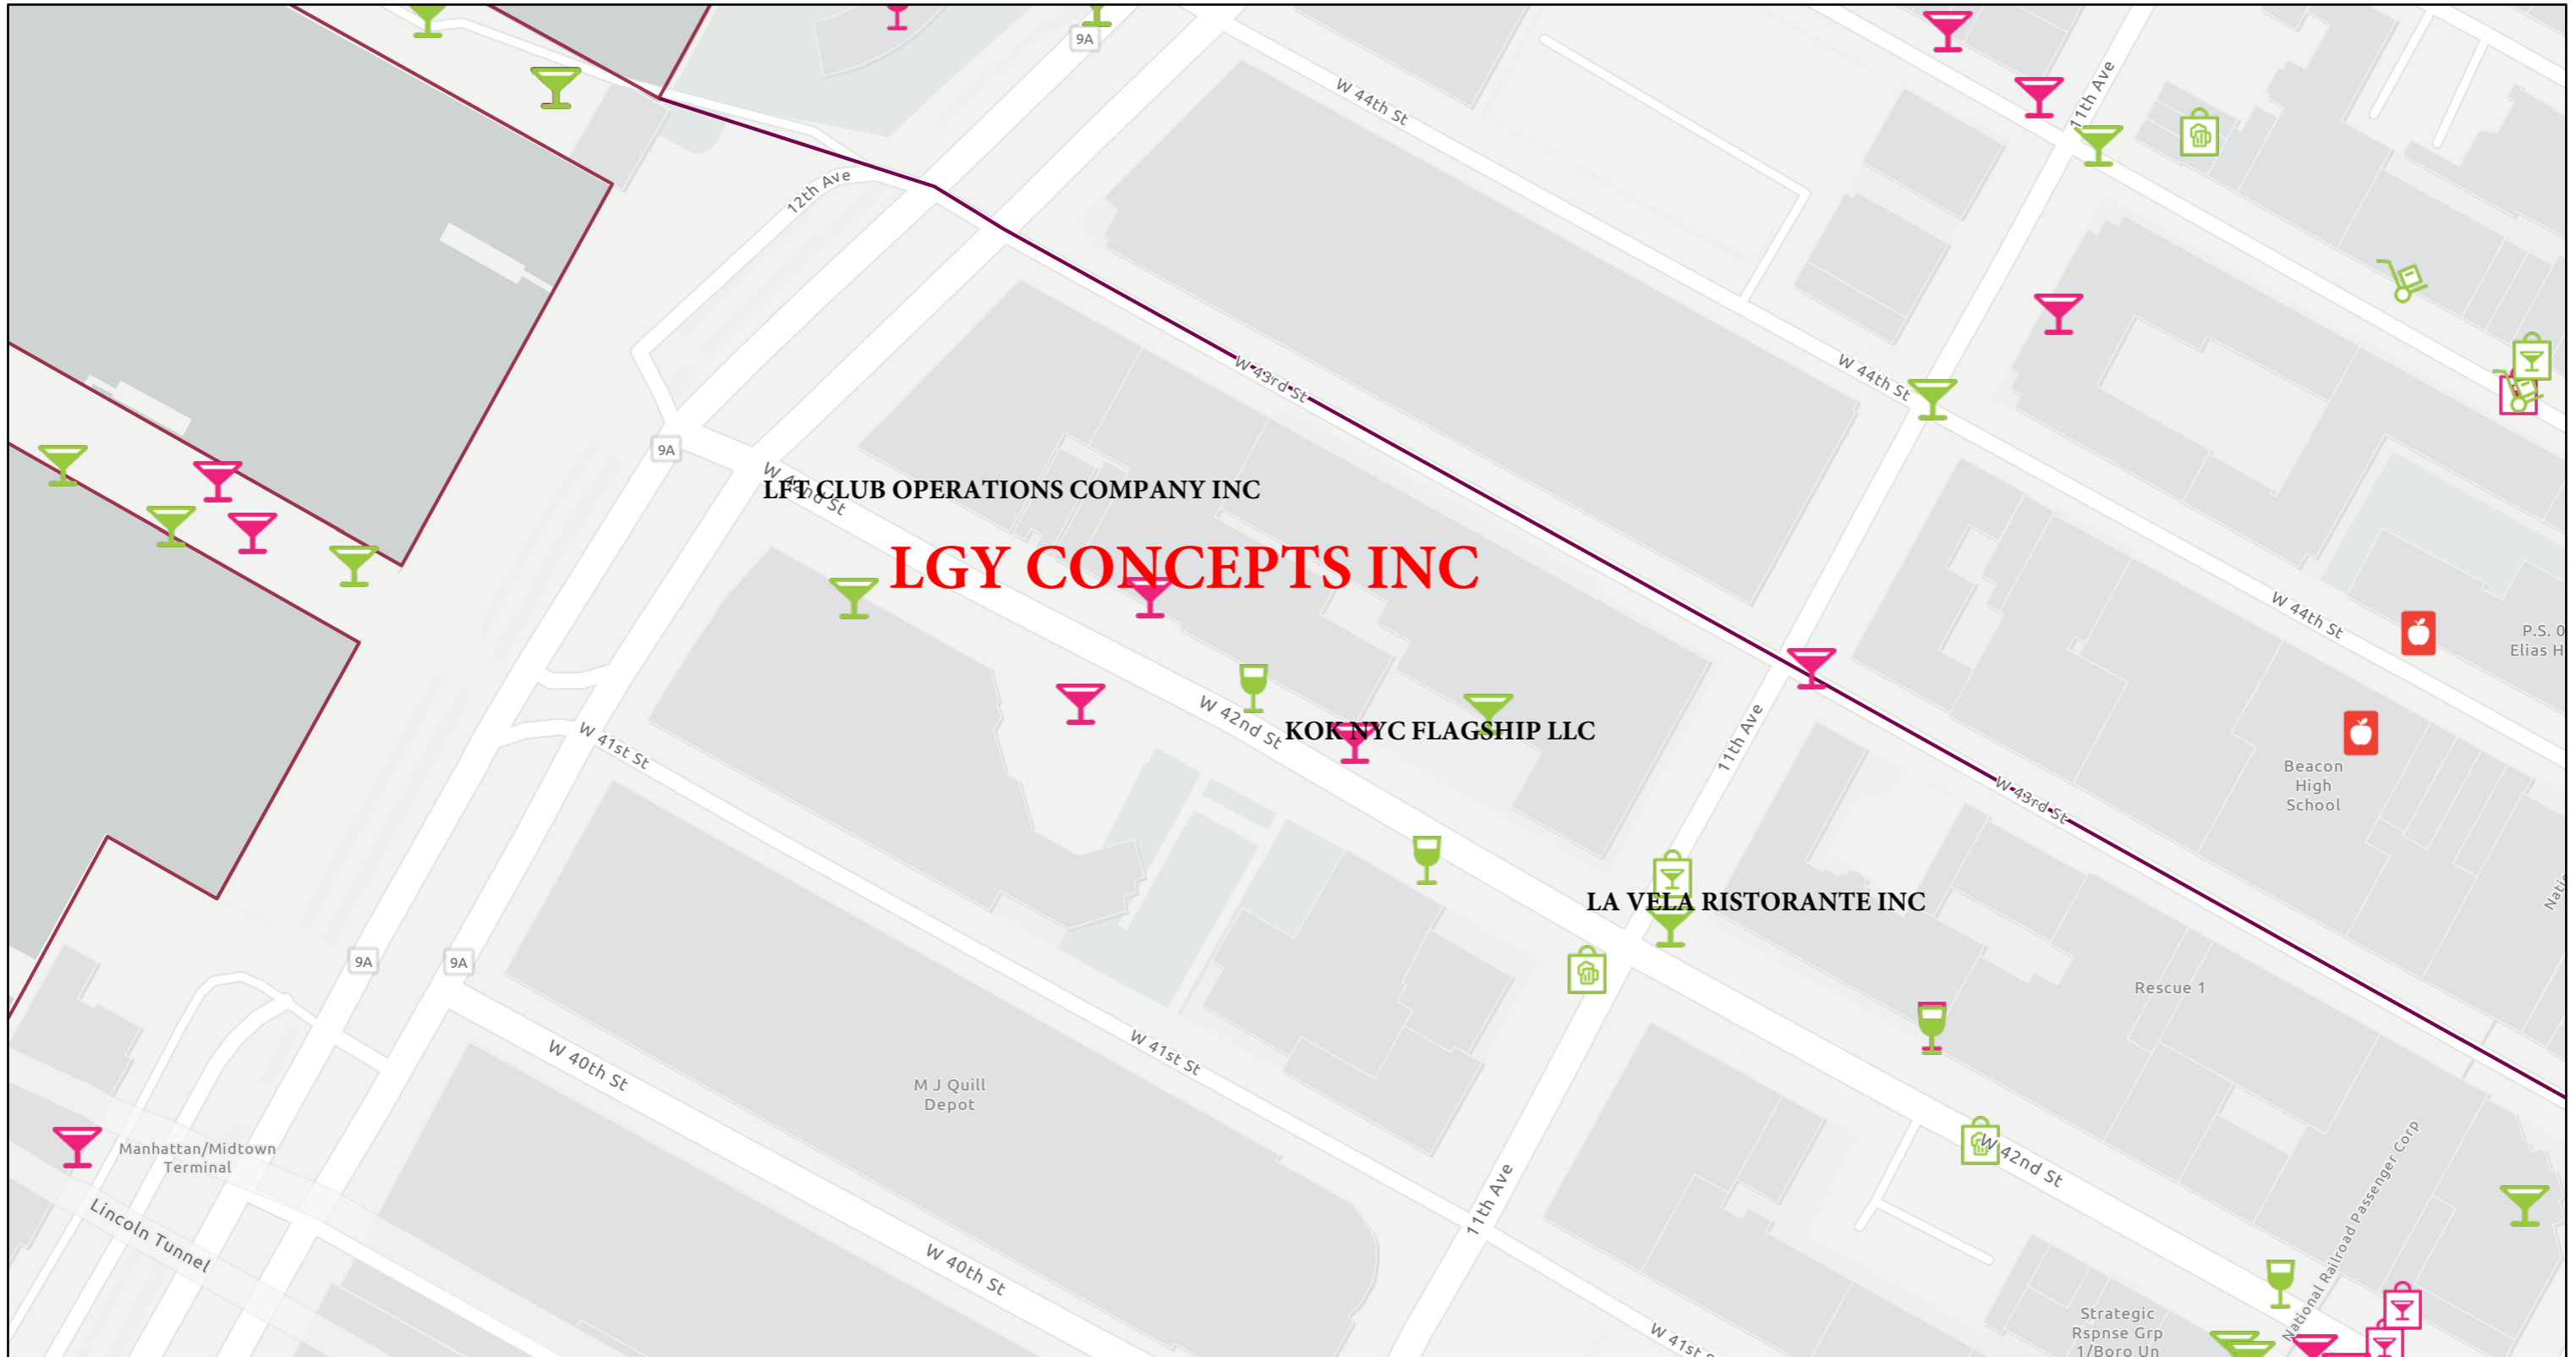 9A
W 44th St
11th Ave
12th Ave
W 43rd St
W 44th St
9A
W 42nd St
LFT CLUB OPERATIONS COMPANY INC
LGY CONCEPTS INC
W 44th St
P.S. 0
Elias H
W 42nd St
KOK NYC FLAGSHIP LLC
11th Ave
W 41st St
Beacon
High
School
W 43rd St
LA VELA RISTORANTE INC
Natio
9A
9A
Rescue 1
W 41st St
W 40th St
M J Quill
Depot
Manhattan/Midtown
Terminal
W 42nd St
11th Ave
National Railroad Passenger Corp
Lincoln Tunnel
W 40th St
Strategic
Rspnse Grp
1/Boro Un
W 41st S